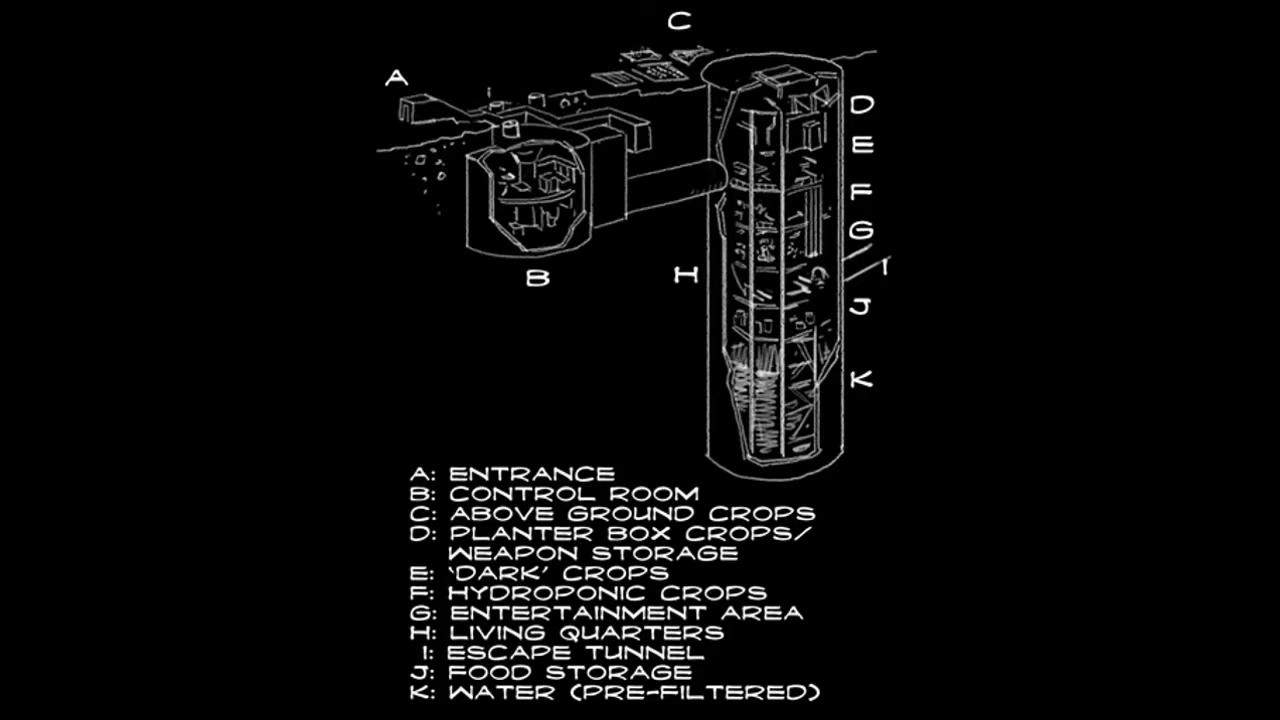 C
A
D
E
F
G
B
H
I
J
K
A: ENTRANCE
B: CONTROL ROOM
C: ABOVE GROUND CROPS
D: PLANTER BOX CROPS/
WEAPON STORAGE
E: 'DARK' CROPS
F: HYDROPONIC CROPS
G: ENTERTAINMENT AREA
H: LIVING QUARTERS
I: ESCAPE TUNNEL
J: FOOD STORAGE
K: WATER (PRE-FILTERED)